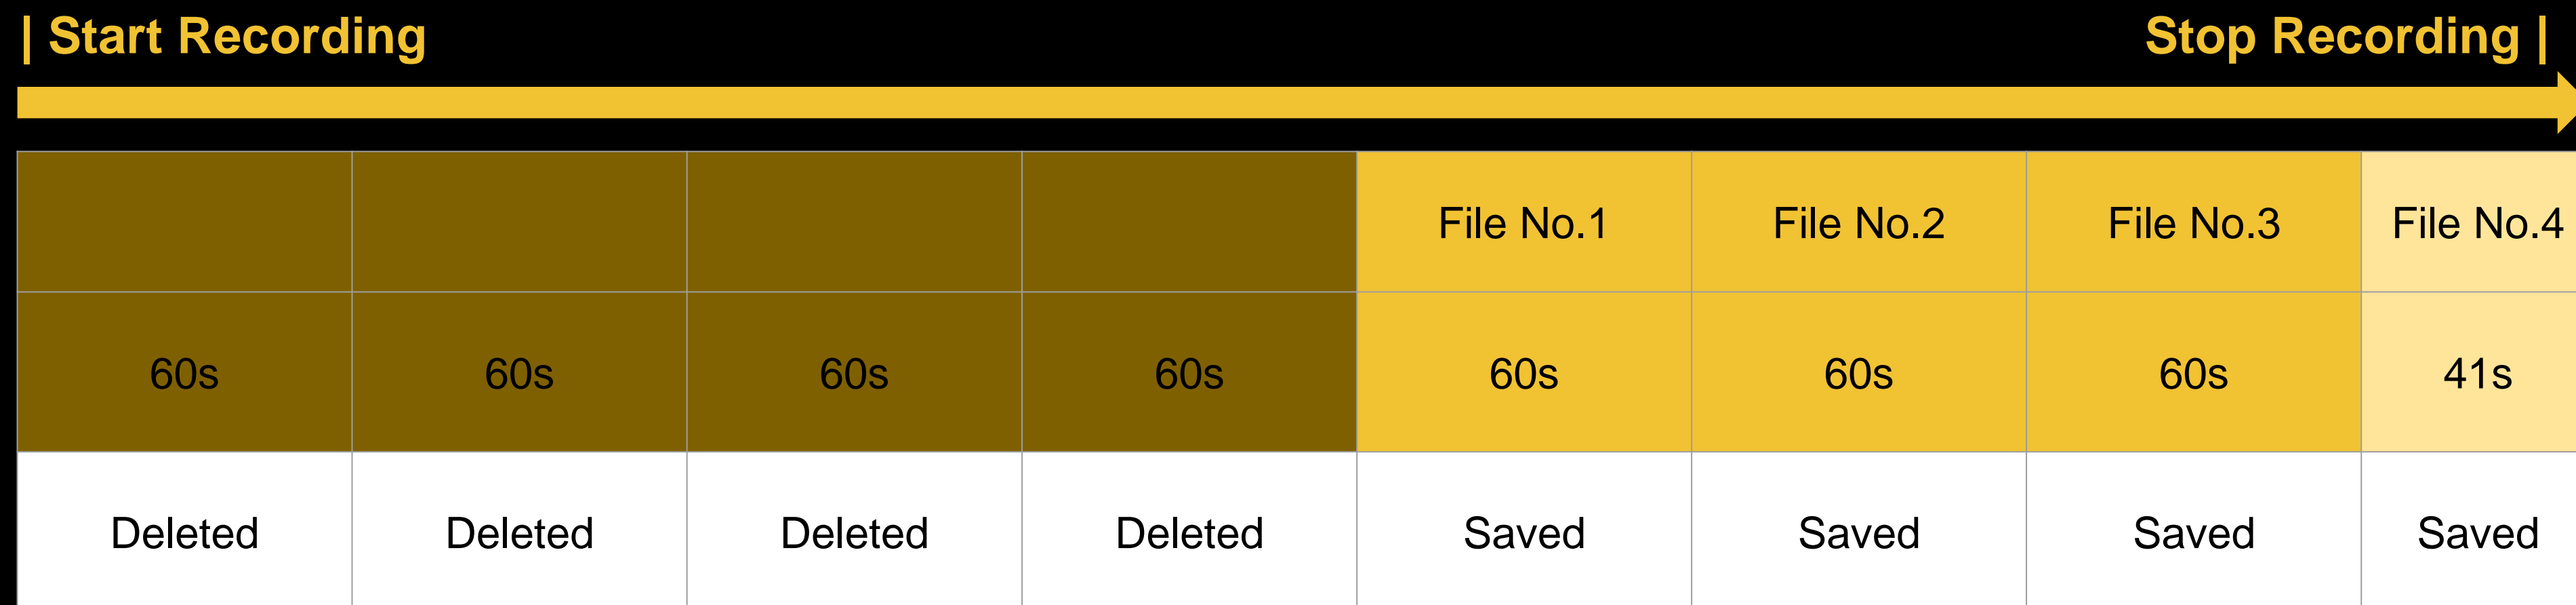 | Start Recording Stop Recording |
File No.1 File No.2 File No.3 File No.4
60s 60s 60s 60s 60s 60s 60s 41s
Deleted Deleted Deleted Deleted Saved Saved Saved Saved